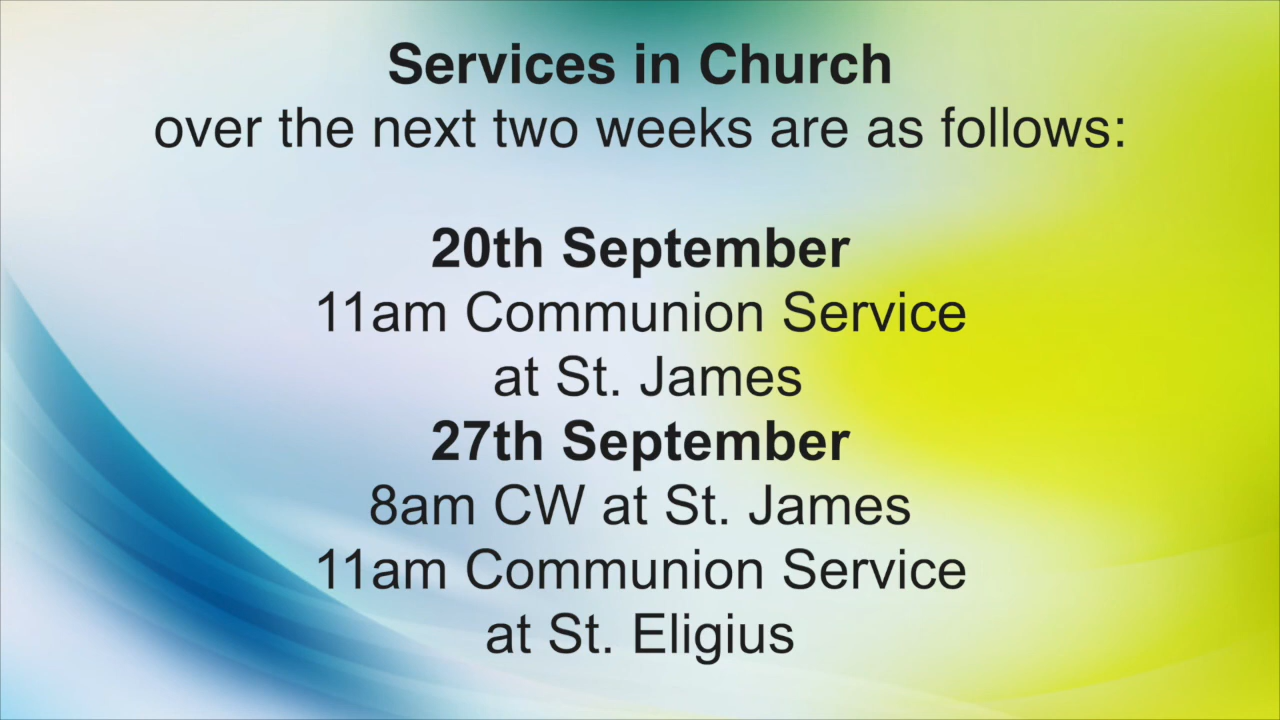 Services in Church
over the next two weeks are as follows:
20th September
11am Communion Service
at St. James
27th September
8am CW at St. James
11am Communion Service
at St. Eligius